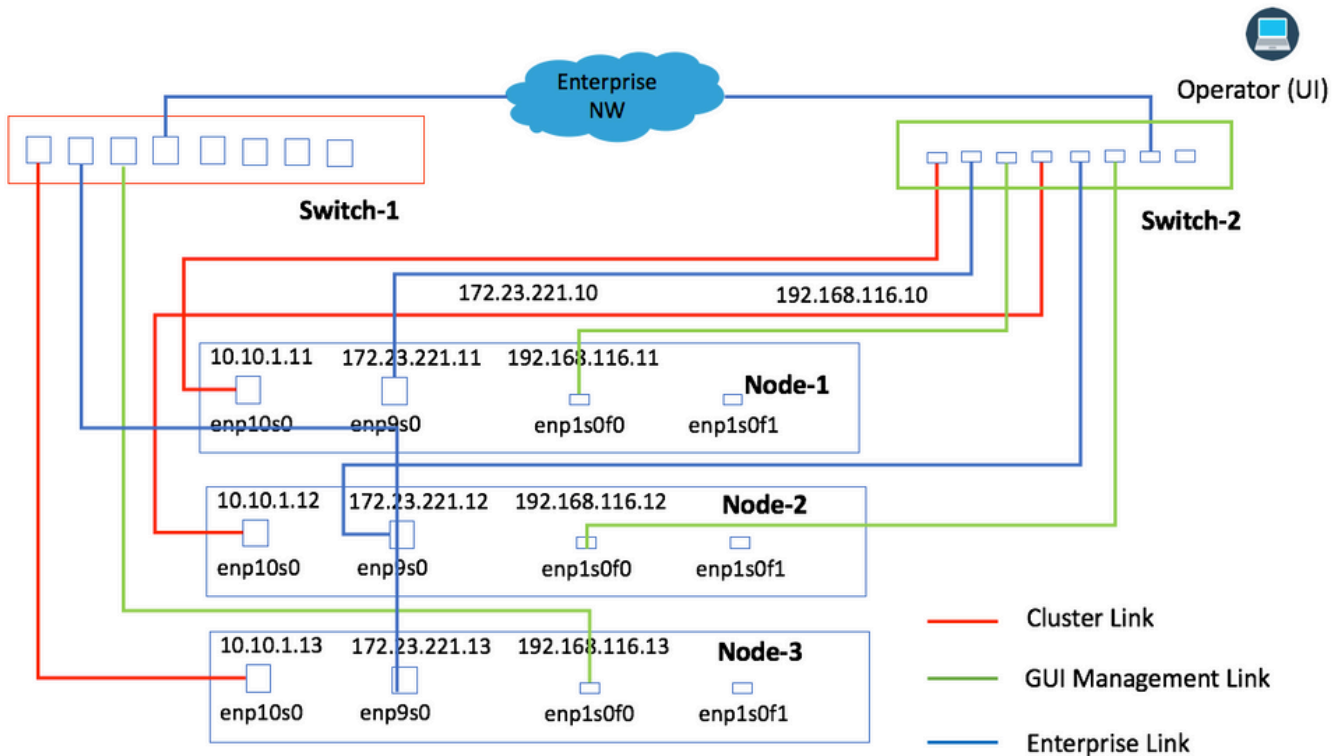 Enterprise
NW
Operator (UI)
Switch-1
Switch-2
172.23.221.10
192.168.116.10
10.10.1.11
172.23.221.11
192.168.116.11
Node-1
enp10s0
enp9s0
enp1s0f0
enp1s0f1
10.10.1.12
172.23.221.12
192.168.116.12
Node-2
enp10s0
enp9s0
enp1s0f0
enp1s0f1
10.10.1.13
172.23.221.13
192.168.116.13
Node-3
enp10s0
enp9s0
enp1s0f0
enp1s0f1
Cluster Link
GUI Management Link
Enterprise Link